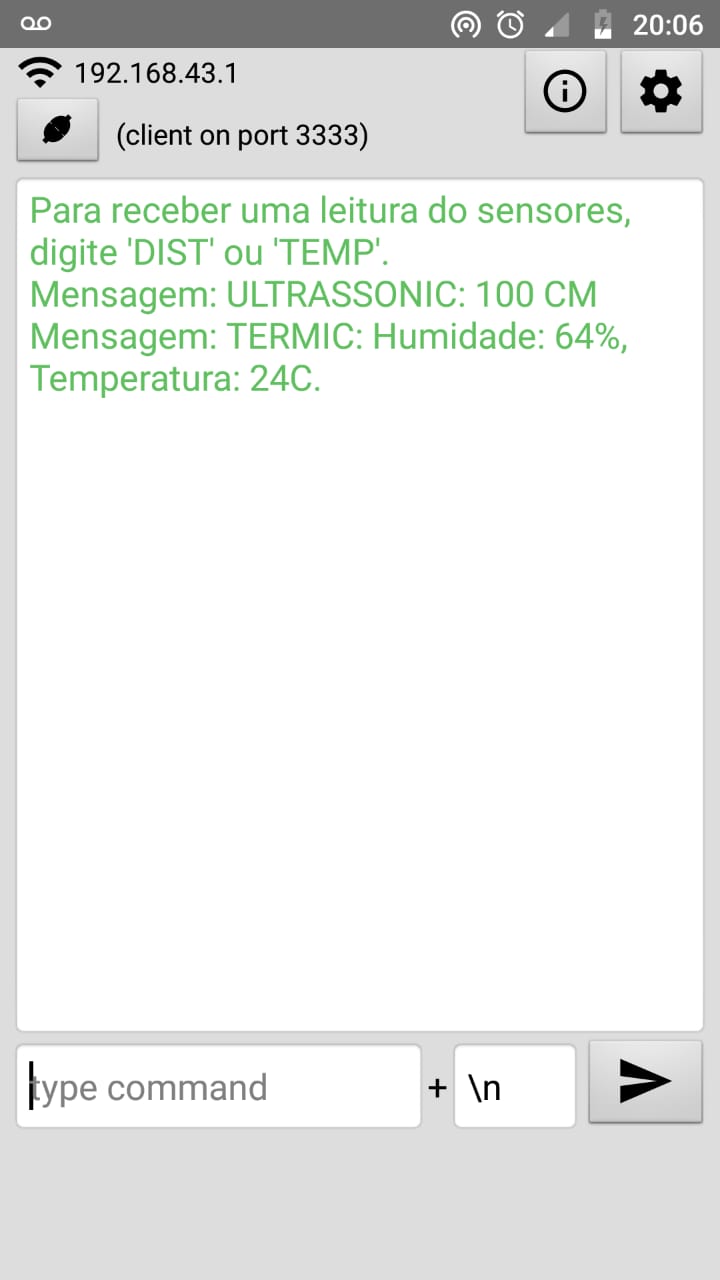 20:06
192.168.43.1
(client on port 3333)
Para receber uma leitura do sensores,
digite 'DIST' ou 'TEMP'.
Mensagem: ULTRASSONIC: 100 CM
Mensagem: TERMIC: Humidade: 64%,
Temperatura: 24C.
type command + \n